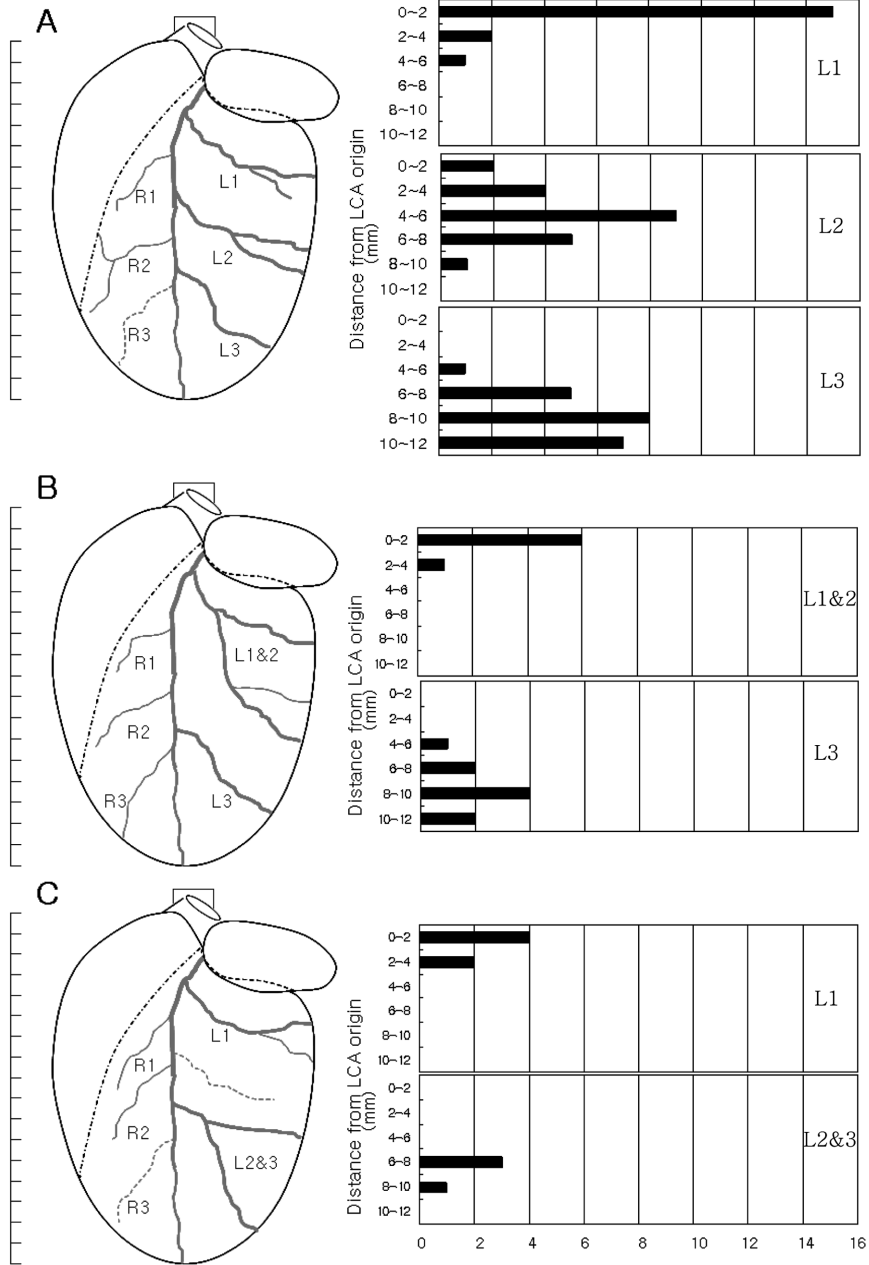 A
R1
R2
R3
L1
L2
L3
Distance from LCA origin
(mm)
0~2
2~4
4~6
6~8
8~10
10~12
L1
0~2
2~4
4~6
6~8
8~10
10~12
L2
0~2
2~4
4~6
6~8
8~10
10~12
L3
B
R1
R2
R3
L1&2
L3
Distance from LCA origin
(mm)
0~2
2~4
4~6
6~8
8~10
10~12
L1&2
0~2
2~4
4~6
6~8
8~10
10~12
L3
C
R1
R2
R3
L1
L2&3
Distance from LCA origin
(mm)
0~2
2~4
4~6
6~8
8~10
10~12
L1
0~2
2~4
4~6
6~8
8~10
10~12
L2&3
0 2 4 6 8 10 12 14 16